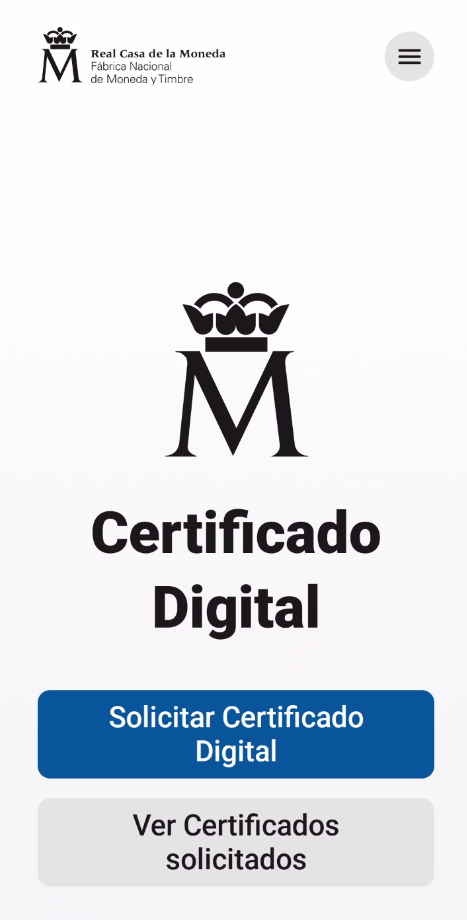 Real Casa de la Moneda
Fábrica Nacional
de Moneda y Timbre
M
Certificado
Digital
Solicitar Certificado
Digital
Ver Certificados
solicitados